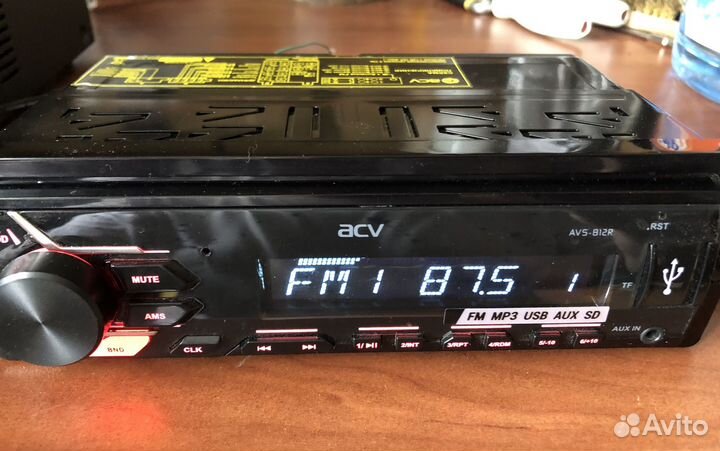 acv
acv
AVS-812R
RST
FM1 87.5 1
TF
MUTE
AMS
BND
CLK
FM MP3 USB AUX SD
AUX IN
1/
2/INT
3/RPT
4/RDM
5/-10
6/+10
Avito